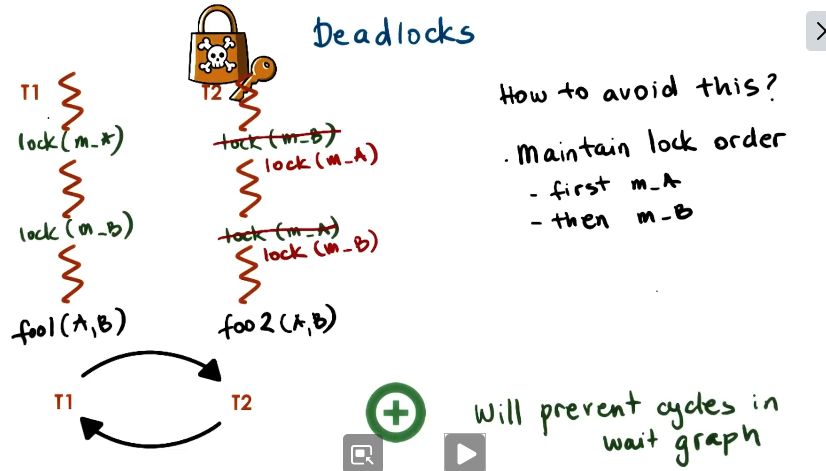 Deadlocks
T1
lock(m_A)
lock(m_B)
foo1(A,B)
T2
lock(m_B)
lock(m_A)
lock(m_A)
lock(m_B)
foo2(A,B)
How to avoid this?
. Maintain lock order
- first m_A
- then m_B
T1
T2
Will prevent cycles in
wait graph